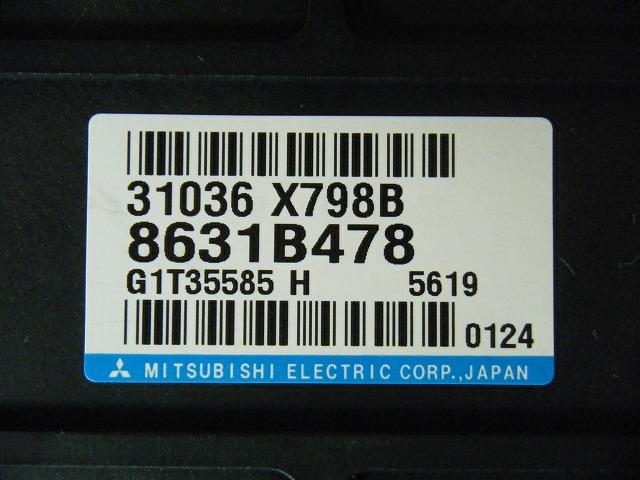 31036 X798B
8631B478
G1T35585 H 5619
0124
MITSUBISHI ELECTRIC CORP.,JAPAN